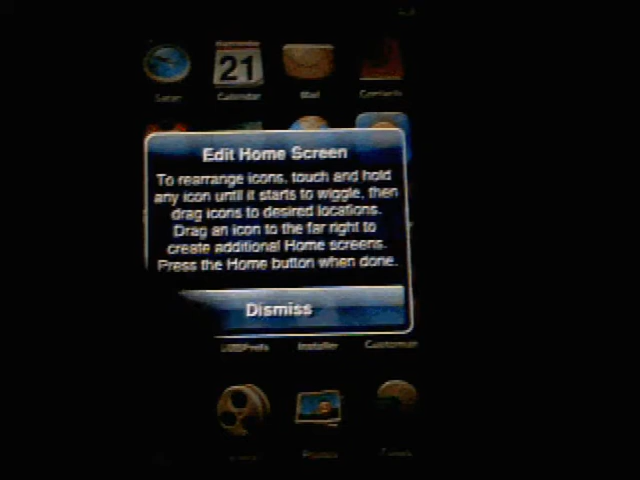 21
Safari Calendar Mail Contacts
Edit Home Screen
To rearrange icons, touch and hold
any icon until it starts to wiggle, then
drag icons to desired locations.
Drag an icon to the far right to
create additional Home screens.
Press the Home button when done.
Dismiss
Installer Customize
Photos